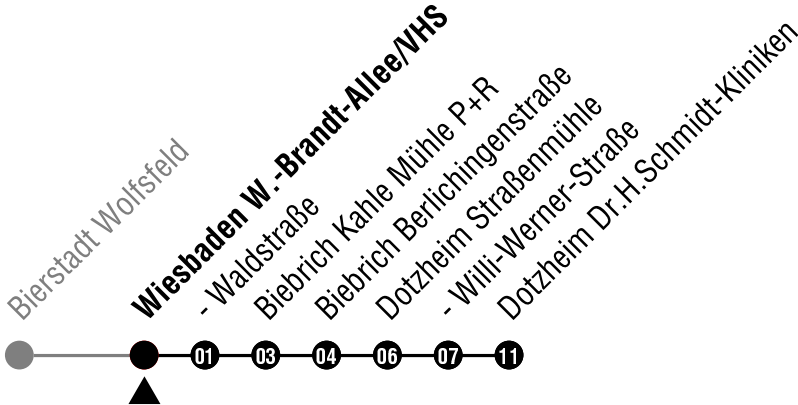 Bierstadt Wolfsfeld
Wiesbaden W.-Brandt-Allee/VHS
- Waldstraße
Biebrich Kahle Mühle P+R
Biebrich Berlichingenstraße
Dotzheim Straßenmühle
- Willi-Werner-Straße
Dotzheim Dr.H.Schmidt-Kliniken
01 03 04 06 07 11